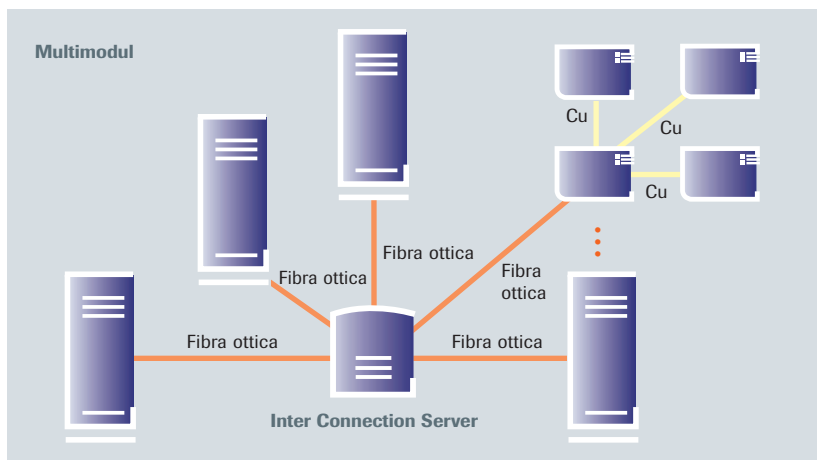 Multimodul
Cu
Cu
Cu
Fibra ottica
Fibra ottica
Fibra
ottica
Fibra ottica
Fibra ottica
Inter Connection Server